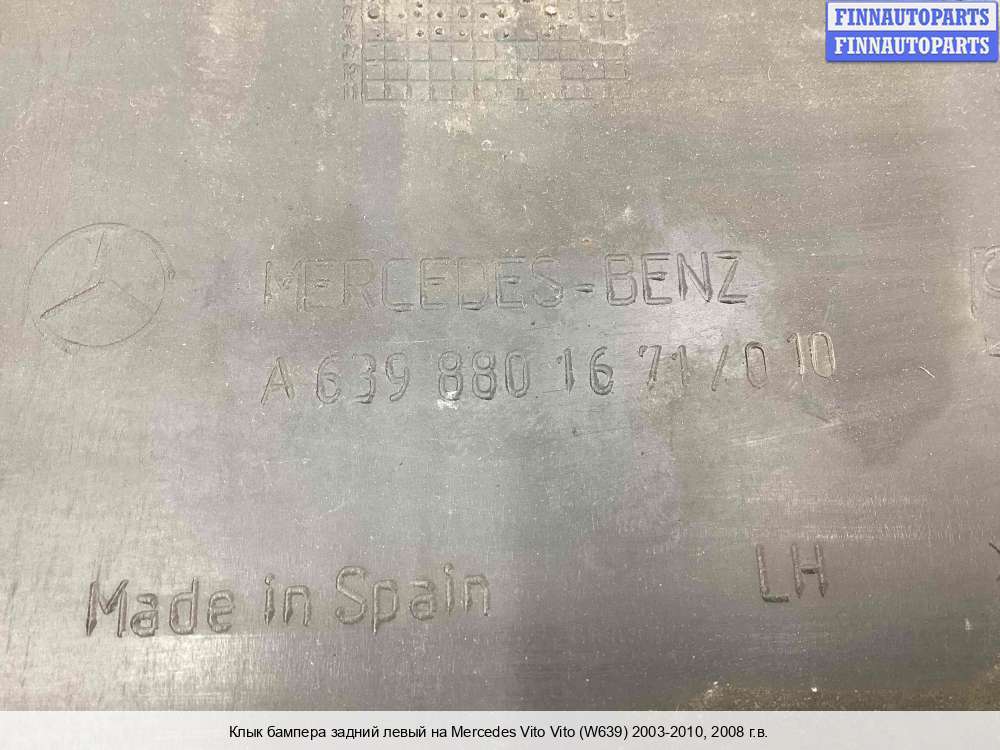 FINNAUTOPARTS
FINNAUTOPARTS
MERCEDES-BENZ
A 639 880 16 71 / 0 10
Made in Spain
LH
Клык бампера задний левый на Mercedes Vito Vito (W639) 2003-2010, 2008 г.в.